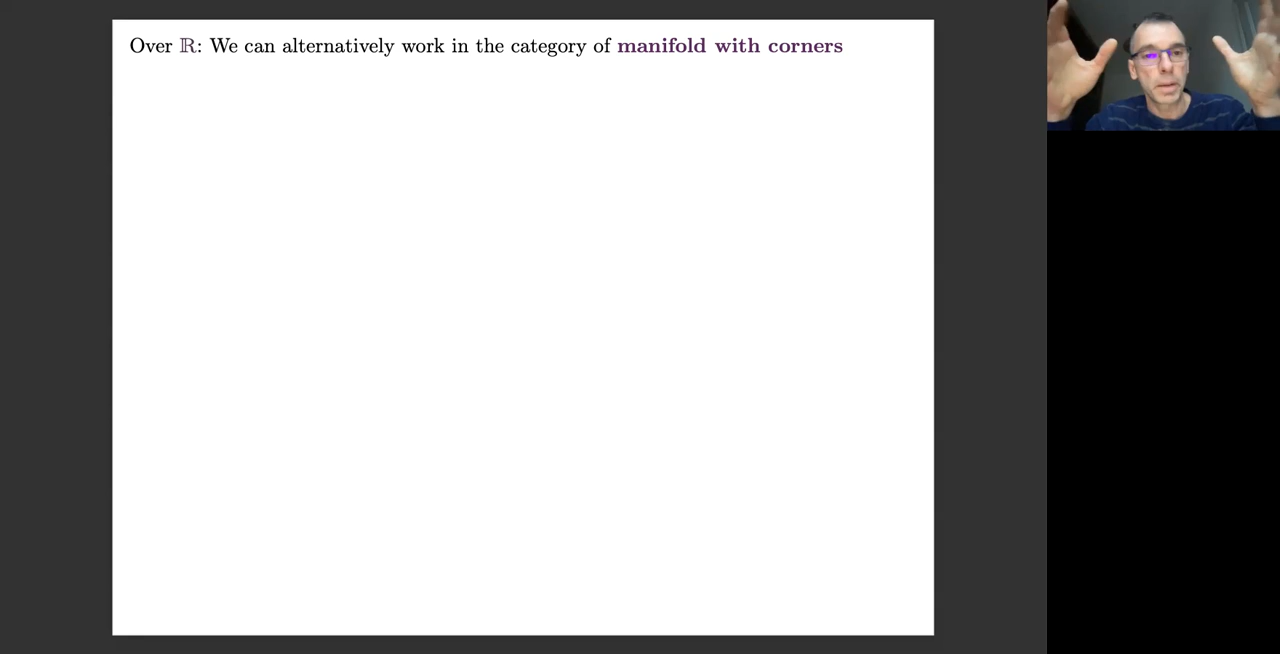 Over ℝ: We can alternatively work in the category of manifold with corners